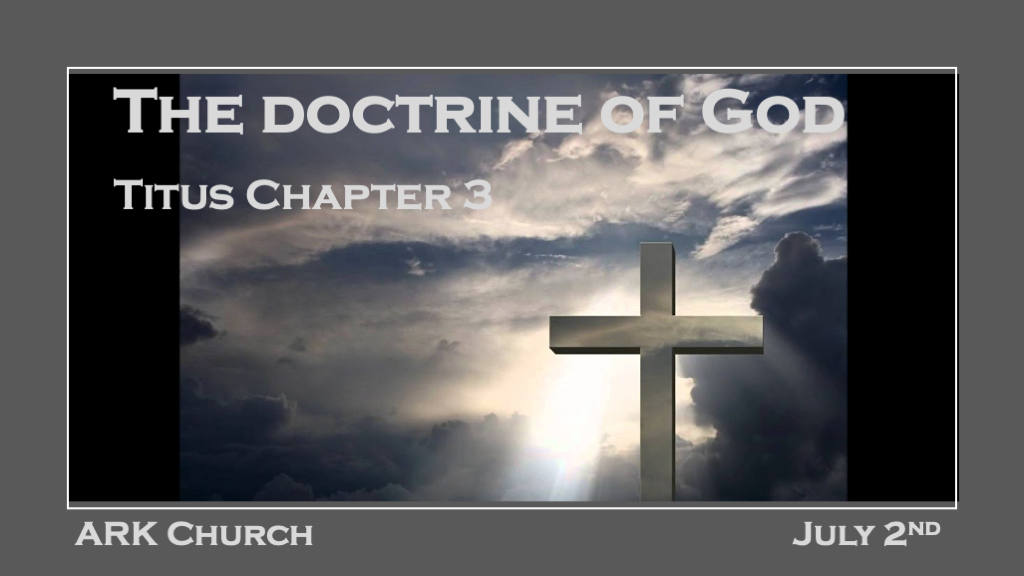 The doctrine of God
Titus Chapter 3
ARK Church
July 2nd